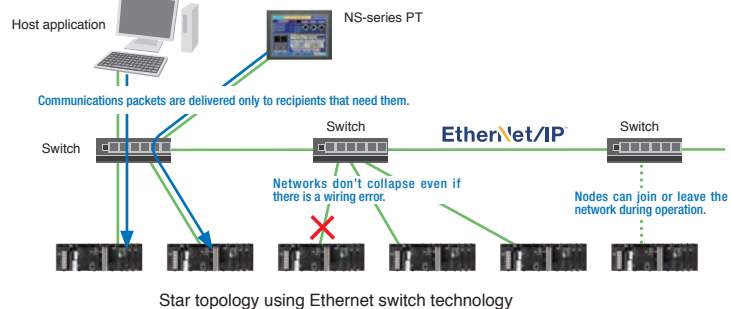 Host application
NS-series PT
Communications packets are delivered only to recipients that need them.
Switch
Switch
EtherNet/IP
Switch
Networks don't collapse even if
there is a wiring error.
Nodes can join or leave the
network during operation.
Star topology using Ethernet switch technology